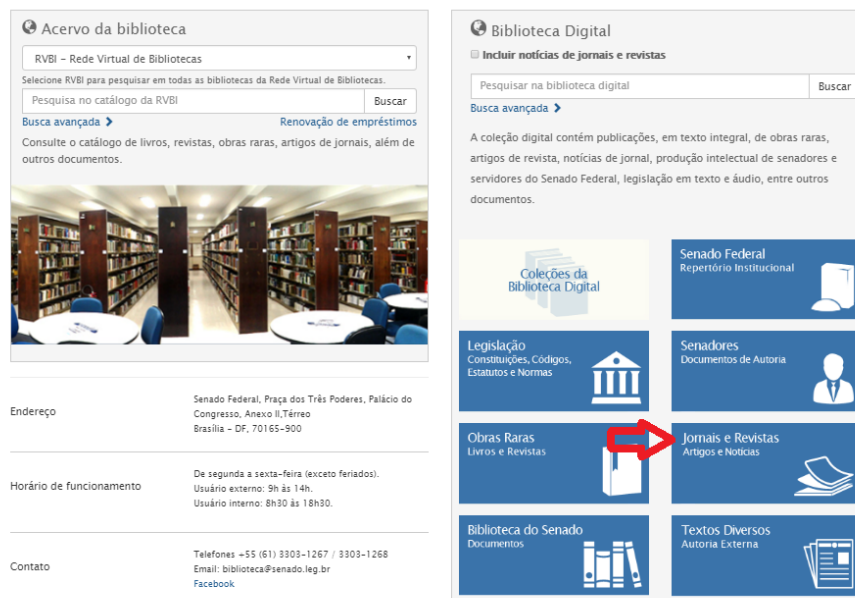 Acervo da biblioteca
RVBI - Rede Virtual de Bibliotecas
Selecione RVBI para pesquisar em todas as bibliotecas da Rede Virtual de Bibliotecas.
Pesquisa no catálogo da RVBI
Buscar
Busca avançada
Renovação de empréstimos
Consulte o catálogo de livros, revistas, obras raras, artigos de jornais, além de
outros documentos.
Endereço
Senado Federal, Praça dos Três Poderes, Palácio do
Congresso, Anexo II,Térreo
Brasília - DF, 70165-900
Horário de funcionamento
De segunda a sexta-feira (exceto feriados).
Usuário externo: 9h às 14h.
Usuário interno: 8h30 às 18h30.
Contato
Telefones +55 (61) 3303-1267 / 3303-1268
Email: biblioteca@senado.leg.br
Facebook
Biblioteca Digital
Incluir notícias de jornais e revistas
Pesquisar na biblioteca digital
Buscar
Busca avançada
A coleção digital contém publicações, em texto integral, de obras raras,
artigos de revista, notícias de jornal, produção intelectual de senadores e
servidores do Senado Federal, legislação em texto e áudio, entre outros
documentos.
Coleções da
Biblioteca Digital
Senado Federal
Repertório Institucional
Legislação
Constituições, Códigos,
Estatutos e Normas
Senadores
Documentos de Autoria
Obras Raras
Livros e Revistas
Jornais e Revistas
Artigos e Notícias
Biblioteca do Senado
Documentos
Textos Diversos
Autoria Externa